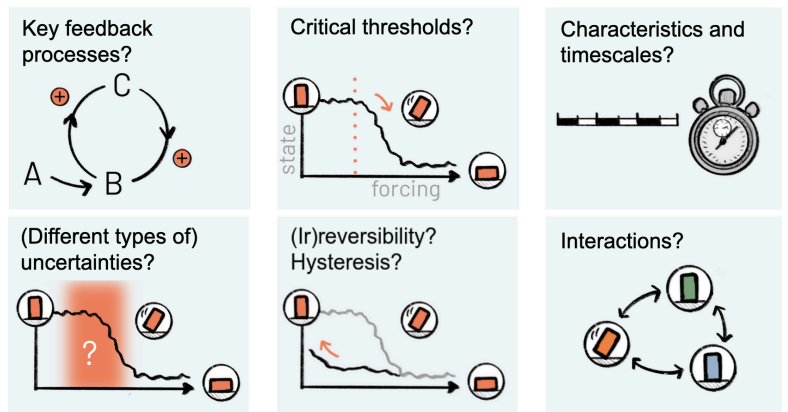 Key feedback
processes?
C
+
+
A
B
Critical thresholds?
state
forcing
Characteristics and
timescales?
(Different types of)
uncertainties?
?
(Ir)reversibility?
Hysteresis?
Interactions?